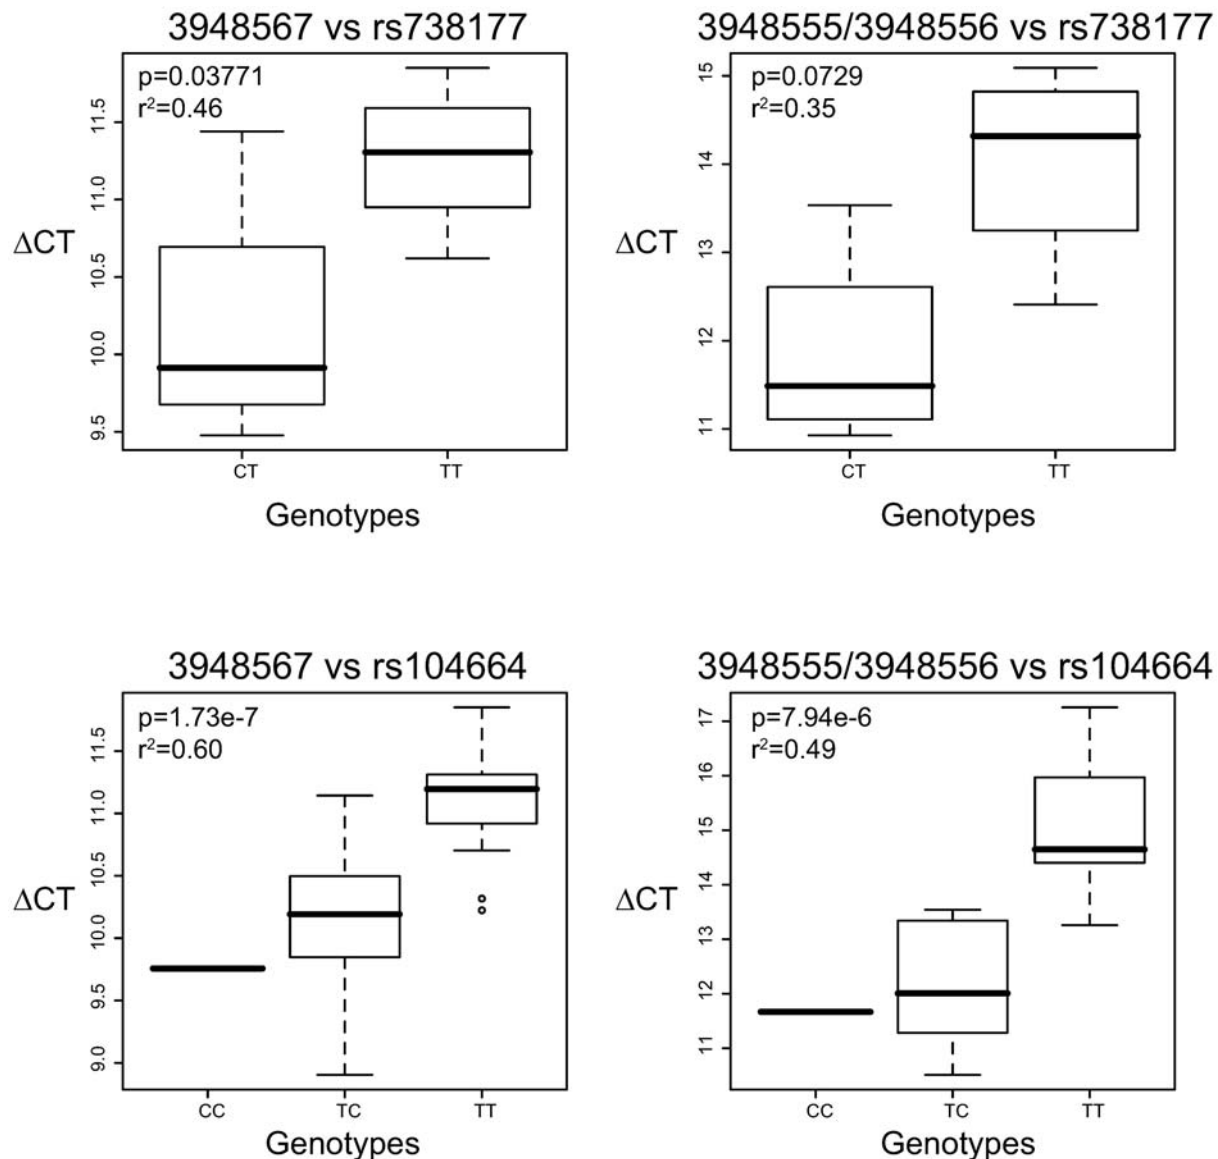 3948567 vs rs738177
p=0.03771
r²=0.46
ΔCT
11.5
11.0
10.5
10.0
9.5
CT TT
Genotypes
3948555/3948556 vs rs738177
p=0.0729
r²=0.35
ΔCT
15
14
13
12
11
CT TT
Genotypes
3948567 vs rs104664
p=1.73e-7
r²=0.60
ΔCT
11.5
11.0
10.5
10.0
9.5
9.0
CC TC TT
Genotypes
3948555/3948556 vs rs104664
p=7.94e-6
r²=0.49
ΔCT
17
16
15
14
13
12
11
CC TC TT
Genotypes